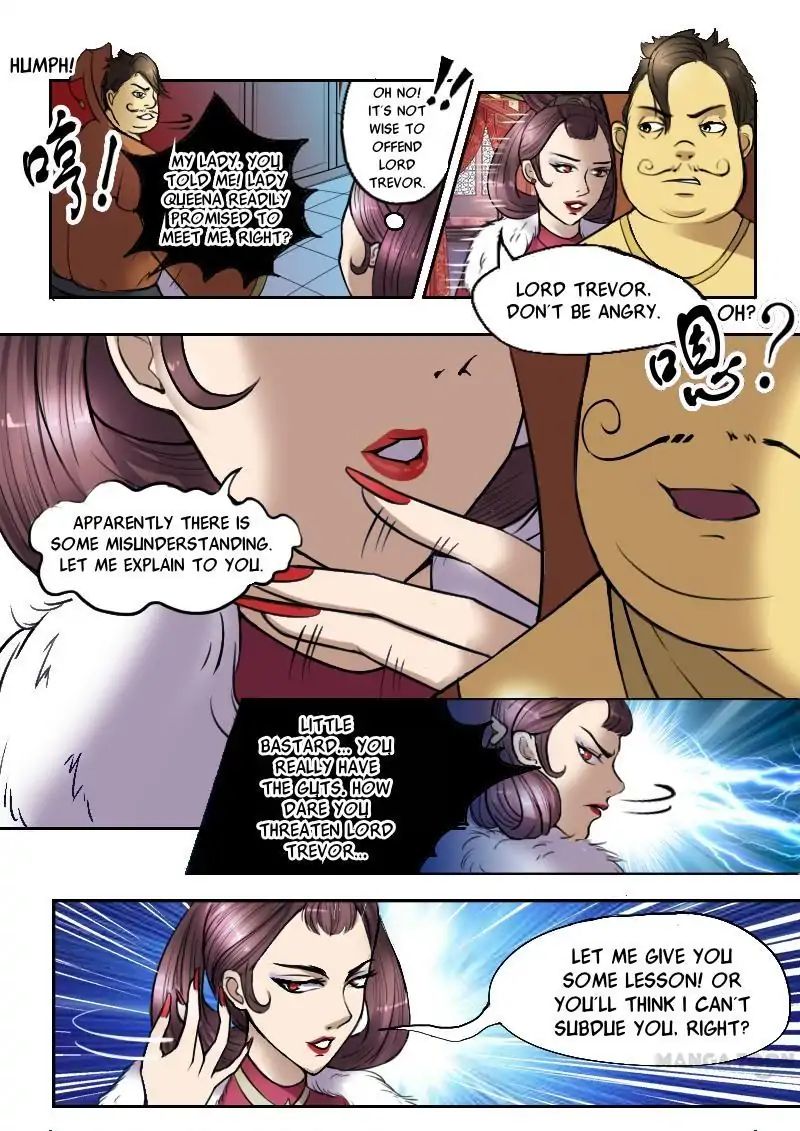 HUMPH!
哼!
MY LADY. YOU
TOLD ME! LADY
QUEENA READILY
PROMISED TO
MEET ME. RIGHT?
OH NO!
IT'S NOT
WISE TO
OFFEND
LORD
TREVOR.
!!
LORD TREVOR.
DON'T BE ANGRY.
OH?
嗯?
APPARENTLY THERE IS
SOME MISUNDERSTANDING.
LET ME EXPLAIN TO YOU.
LITTLE
BASTARD... YOU
REALLY HAVE
THE GUTS. HOW
DARE YOU
THREATEN LORD
TREVOR...
LET ME GIVE YOU
SOME LESSON! OR
YOU'LL THINK I CAN'T
SUBDUE YOU. RIGHT?
MANGATOON